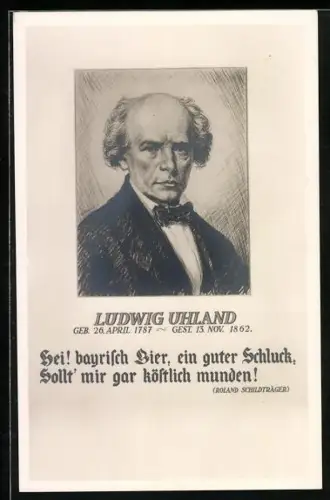 LUDWIG UHLAND
GEB. 26. APRIL 1787 ~ GEST. 13. NOV. 1862.
Hei! bayrisch Bier, ein guter Schluck,
Sollt' mir gar köstlich munden!
(ROLAND SCHILDTRÄGER)